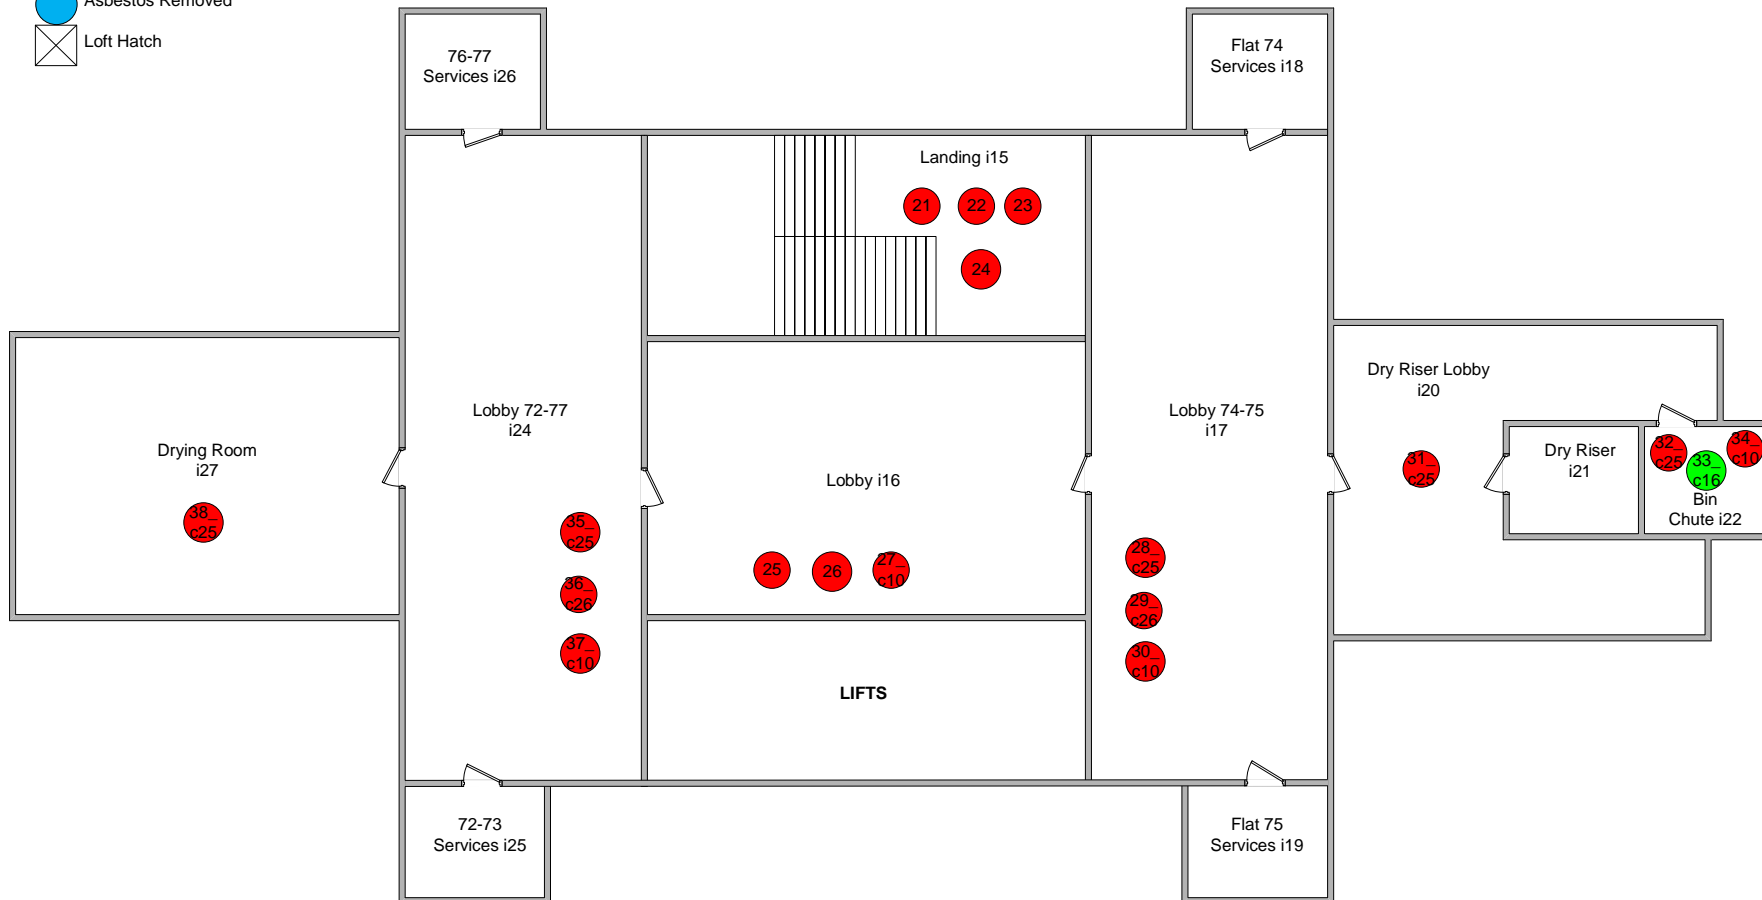 Asbestos Removed
Loft Hatch
76-77
Services i26
Flat 74
Services i18
Landing i15
21
22
23
24
Dry Riser Lobby
i20
Lobby 72-77
i24
Lobby 74-75
i17
Drying Room
i27
Lobby i16
Dry Riser
i21
31_
c25
32_
c25
33_
c16
34_
c10
Bin
Chute i22
38_
c25
35_
c25
36_
c26
37_
c10
25
26
27_
c10
28_
c25
29_
c26
30_
c10
LIFTS
72-73
Services i25
Flat 75
Services i19